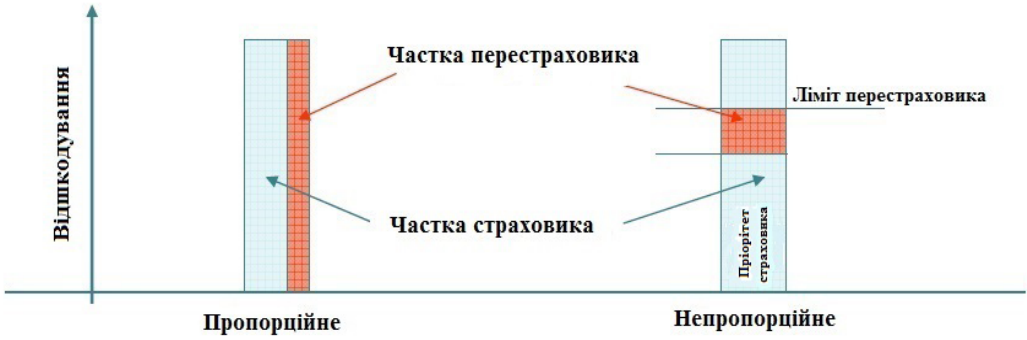 Відшкодування
Частка перестраховика
Ліміт перестраховика
Частка страховика
Пріорітет
страховика
Пропорційне
Непропорційне